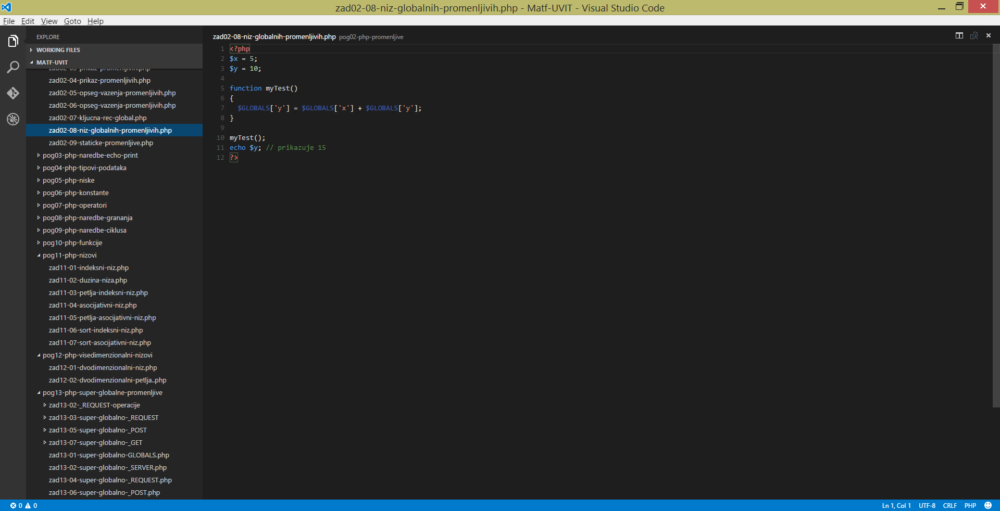 zad02-08-niz-globalnih-promenljivih.php - Matf-UVIT - Visual Studio Code
File Edit View Goto Help
EXPLORE
WORKING FILES
MATF-UVIT
zad02-03-prikaz-promenljivih.php
zad02-04-prikaz-promenljivih.php
zad02-05-opseg-vazenja-promenljivih.php
zad02-06-opseg-vazenja-promenljivih.php
zad02-07-kljucna-rec-global.php
zad02-08-niz-globalnih-promenljivih.php
zad02-09-staticke-promenljive.php
pog03-php-naredbe-echo-print
pog04-php-tipovi-podataka
pog05-php-niske
pog06-php-konstante
pog07-php-operatori
pog08-php-naredbe-grananja
pog09-php-naredbe-ciklusa
pog10-php-funkcije
pog11-php-nizovi
zad11-01-indeksni-niz.php
zad11-02-duzina-niza.php
zad11-03-petlja-indeksni-niz.php
zad11-04-asocijativni-niz.php
zad11-05-petlja-asocijativni-niz.php
zad11-06-sort-indeksni-niz.php
zad11-07-sort-asocijativni-niz.php
pog12-php-visedimenzionalni-nizovi
zad12-01-dvodimenzionalni-niz.php
zad12-02-dvodimenzionalni-petlja..php
pog13-php-super-globalne-promenljive
zad13-02-_REQUEST-operacije
zad13-03-super-globalno-_REQUEST
zad13-05-super-globalno-_POST
zad13-07-super-globalno-_GET
zad13-01-super-globalno-GLOBALS.php
zad13-02-super-globalno-_SERVER.php
zad13-04-super-globalno-_REQUEST.php
zad13-06-super-globalno-_POST.php
zad02-08-niz-globalnih-promenljivih.php pog02-php-promenljive
1 <?php
2 $x = 5;
3 $y = 10;
4
5 function myTest()
6 {
7   $GLOBALS['y'] = $GLOBALS['x'] + $GLOBALS['y'];
8 }
9
10 myTest();
11 echo $y; // prikazuje 15
12 ?>
0 0
Ln 1, Col 1 UTF-8 CRLF PHP